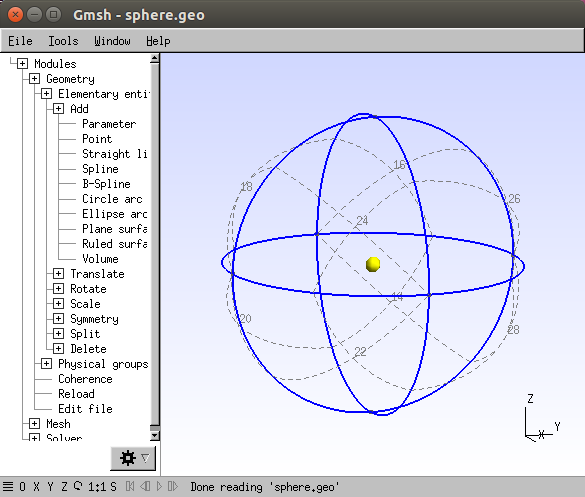 Gmsh - sphere.geo
File Tools Window Help
Modules
Geometry
Elementary enti
Add
Parameter
Point
Straight li
Spline
B-Spline
Circle arc
Ellipse arc
Plane surfa
Ruled surfa
Volume
Translate
Rotate
Scale
Symmetry
Split
Delete
Physical groups
Coherence
Reload
Edit file
Mesh
Solver
16
18
26
24
14
20
28
22
Z
Y
X
O X Y Z 1:1 S Done reading 'sphere.geo'